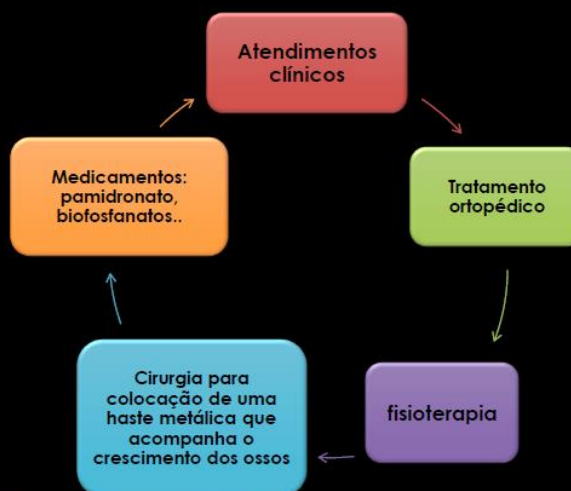 Atendimentos
clínicos
Tratamento
ortopédico
fisioterapia
Cirurgia para
colocação de uma
haste metálica que
acompanha o
crescimento dos ossos
Medicamentos:
pamidronato,
biofosfanatos..